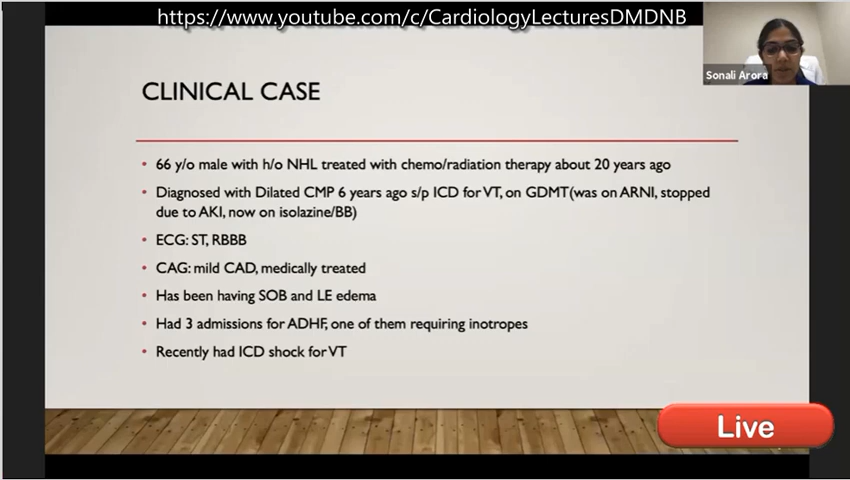 https://www.youtube.com/c/CardiologyLecturesDMDNB
Sonali Arora
CLINICAL CASE
• 66 y/o male with h/o NHL treated with chemo/radiation therapy about 20 years ago
• Diagnosed with Dilated CMP 6 years ago s/p ICD for VT, on GDMT(was on ARNI, stopped
due to AKI, now on isolazine/BB)
• ECG: ST, RBBB
• CAG: mild CAD, medically treated
• Has been having SOB and LE edema
• Had 3 admissions for ADHF, one of them requiring inotropes
• Recently had ICD shock for VT
Live